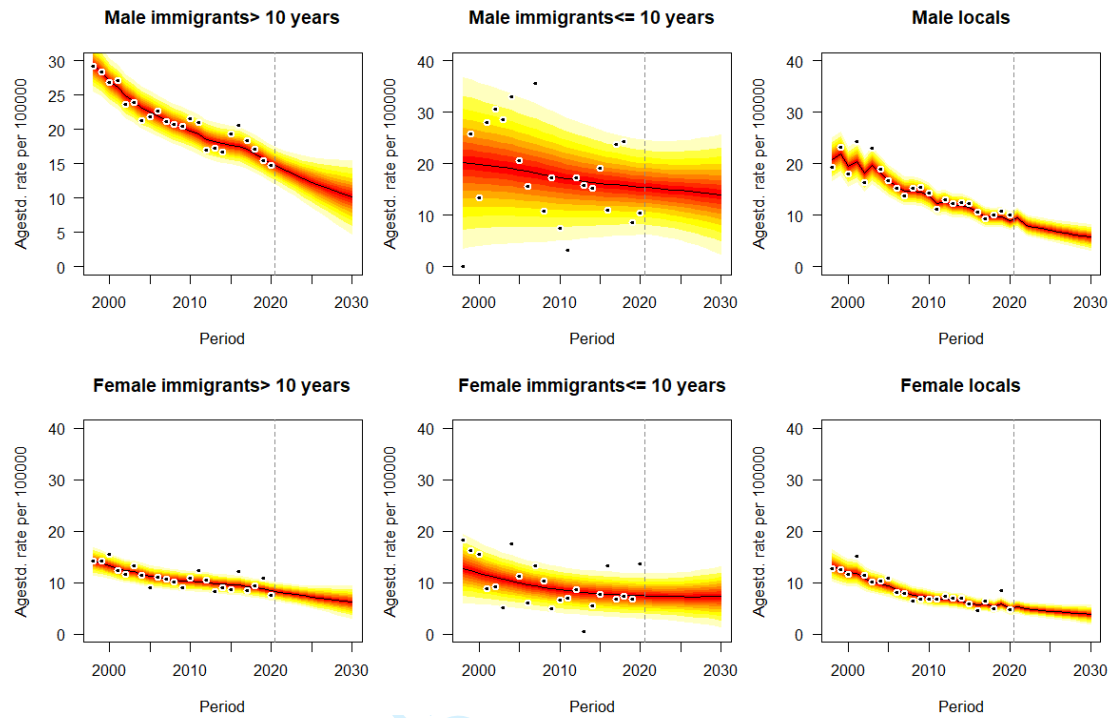 Male immigrants> 10 years
Male immigrants<= 10 years
Male locals
Agestd. rate per 100000
30
25
20
15
10
5
0
2000 2010 2020 2030
Period
Agestd. rate per 100000
40
30
20
10
0
2000 2010 2020 2030
Period
Agestd. rate per 100000
40
30
20
10
0
2000 2010 2020 2030
Period
Female immigrants> 10 years
Female immigrants<= 10 years
Female locals
Agestd. rate per 100000
40
30
20
10
0
2000 2010 2020 2030
Period
Agestd. rate per 100000
40
30
20
10
0
2000 2010 2020 2030
Period
Agestd. rate per 100000
40
30
20
10
0
2000 2010 2020 2030
Period